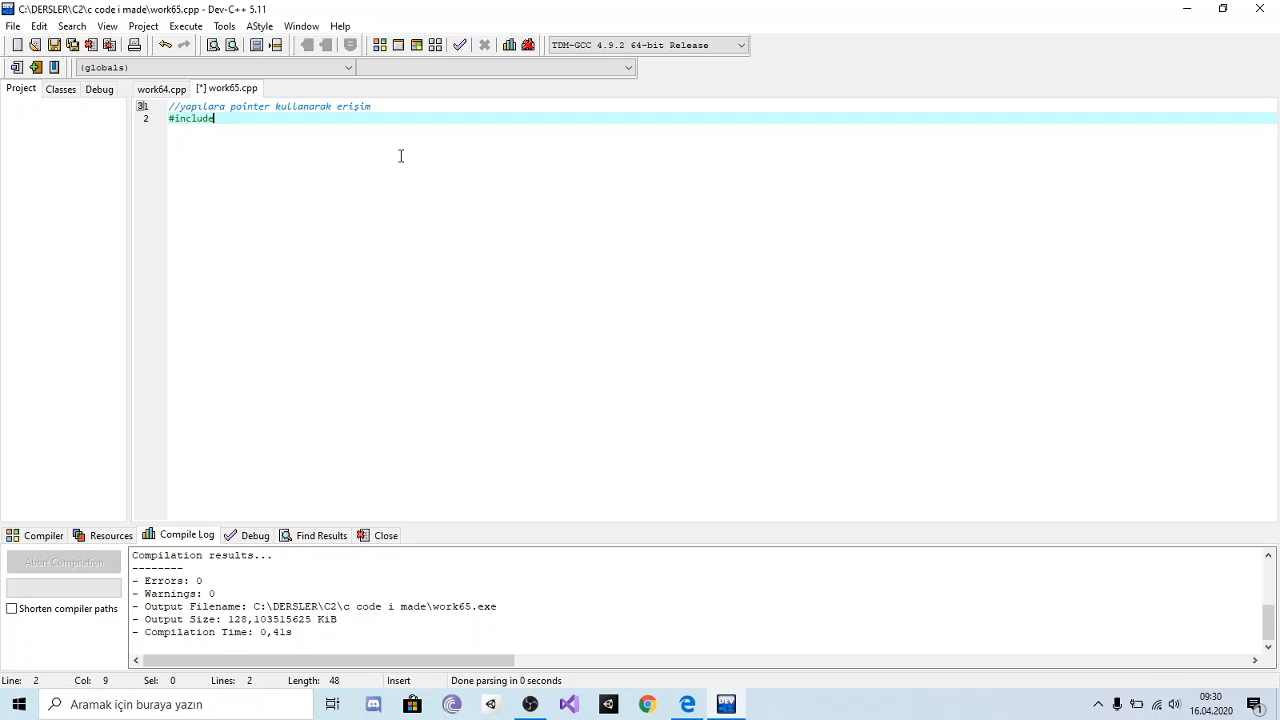 C:\DERSLER\C2\c code i made\work65.cpp - Dev-C++ 5.11
File Edit Search View Project Execute Tools AStyle Window Help
TDM-GCC 4.9.2 64-bit Release
(globals)
Project Classes Debug work64.cpp [*] work65.cpp
1 //yapılara pointer kullanarak erişim
2 #include
Compiler Resources Compile Log Debug Find Results Close
Abort Compilation
Shorten compiler paths
Compilation results...
--------
- Errors: 0
- Warnings: 0
- Output Filename: C:\DERSLER\C2\c code i made\work65.exe
- Output Size: 128,103515625 KiB
- Compilation Time: 0,41s
Line: 2 Col: 9 Sel: 0 Lines: 2 Length: 48 Insert Done parsing in 0 seconds
Aramak için buraya yazın
DEV
09:30
16.04.2020
1